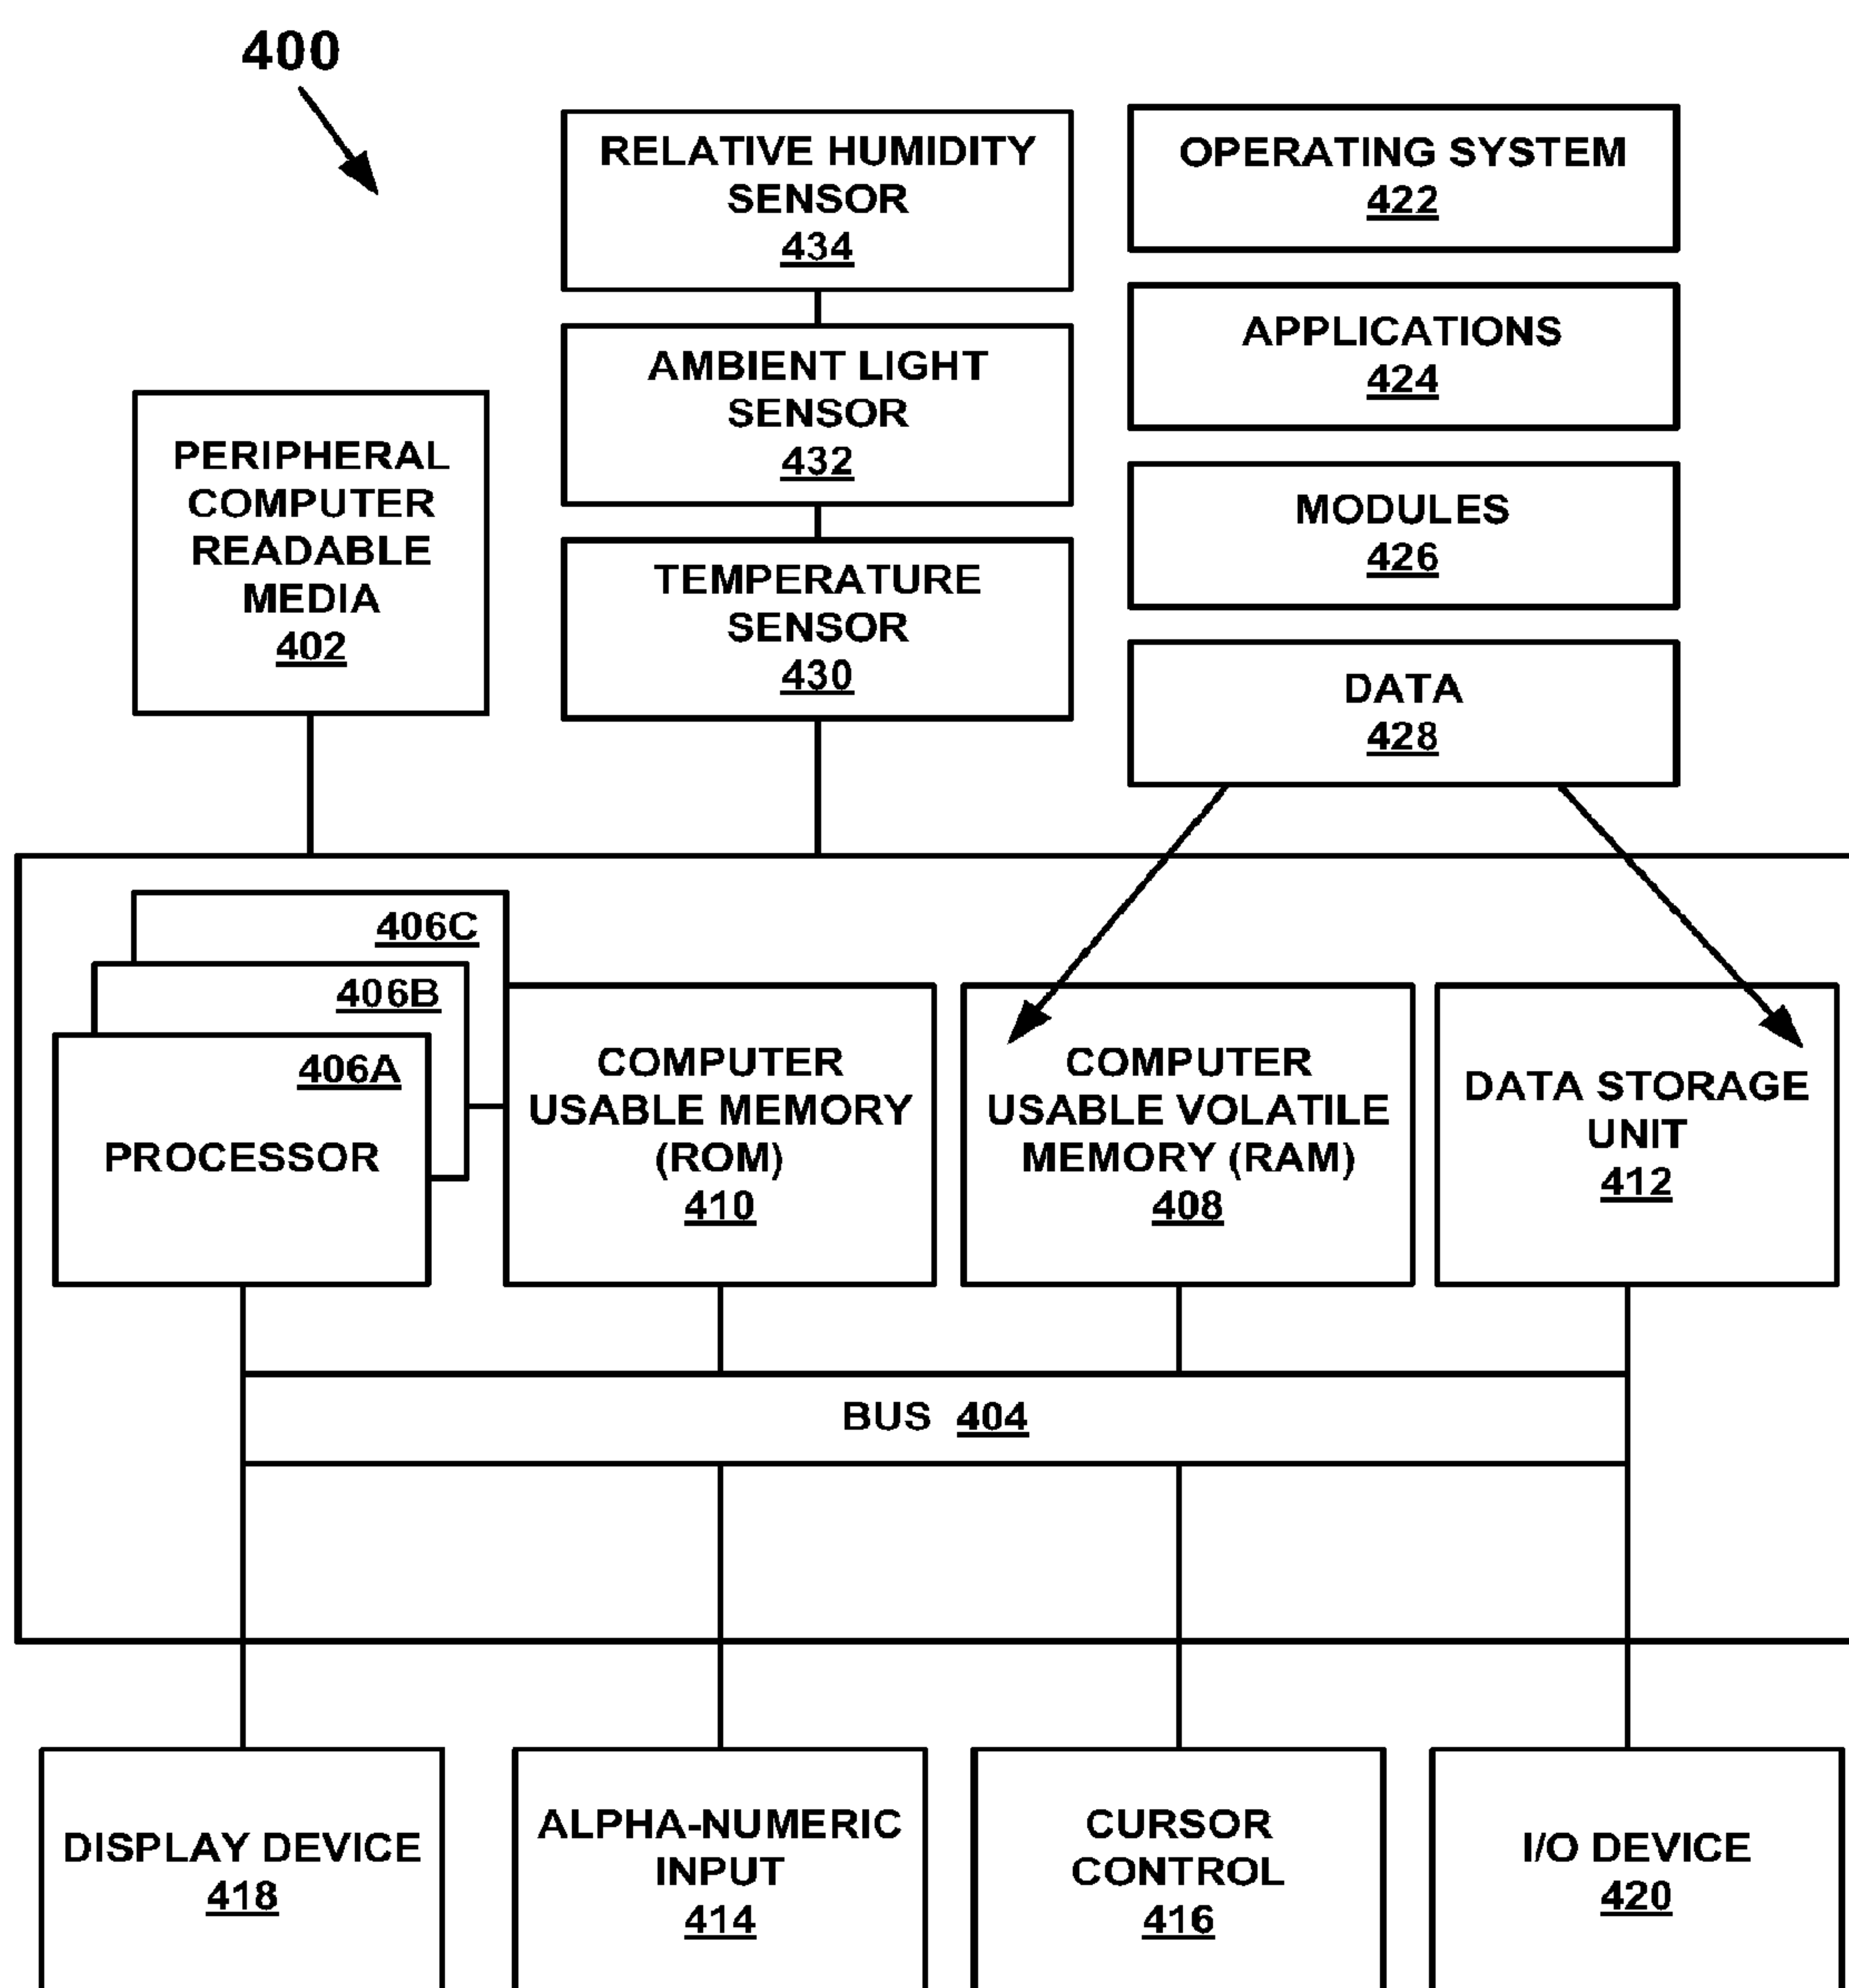 400
RELATIVE HUMIDITY
SENSOR
434
OPERATING SYSTEM
422
AMBIENT LIGHT
SENSOR
432
APPLICATIONS
424
PERIPHERAL
COMPUTER
READABLE
MEDIA
402
MODULES
426
TEMPERATURE
SENSOR
430
DATA
428
406C
406B
406A
PROCESSOR
COMPUTER
USABLE MEMORY
(ROM)
410
COMPUTER
USABLE VOLATILE
MEMORY (RAM)
408
DATA STORAGE
UNIT
412
BUS 404
DISPLAY DEVICE
418
ALPHA-NUMERIC
INPUT
414
CURSOR
CONTROL
416
I/O DEVICE
420